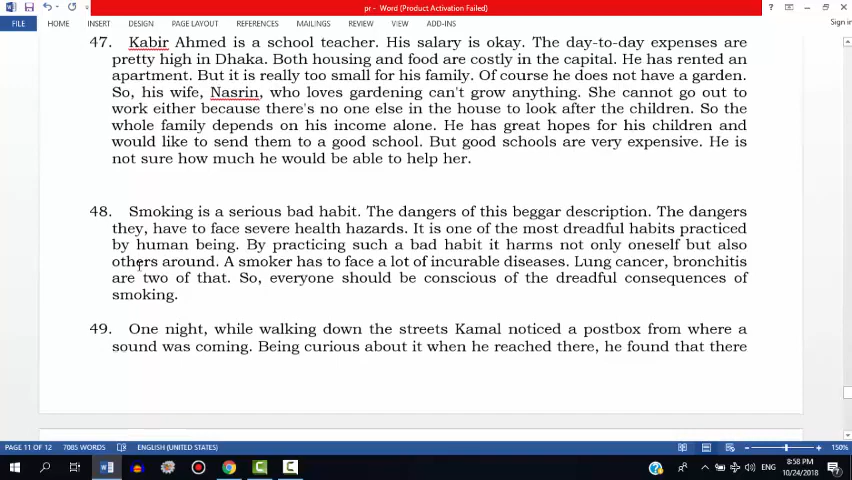 pr - Word (Product Activation Failed)
Sign in
FILE HOME INSERT DESIGN PAGE LAYOUT REFERENCES MAILINGS REVIEW VIEW ADD-INS
47. Kabir Ahmed is a school teacher. His salary is okay. The day-to-day expenses are
pretty high in Dhaka. Both housing and food are costly in the capital. He has rented an
apartment. But it is really too small for his family. Of course he does not have a garden.
So, his wife, Nasrin, who loves gardening can't grow anything. She cannot go out to
work either because there's no one else in the house to look after the children. So the
whole family depends on his income alone. He has great hopes for his children and
would like to send them to a good school. But good schools are very expensive. He is
not sure how much he would be able to help her.
48. Smoking is a serious bad habit. The dangers of this beggar description. The dangers
they, have to face severe health hazards. It is one of the most dreadful habits practiced
by human being. By practicing such a bad habit it harms not only oneself but also
others around. A smoker has to face a lot of incurable diseases. Lung cancer, bronchitis
are two of that. So, everyone should be conscious of the dreadful consequences of
smoking.
49. One night, while walking down the streets Kamal noticed a postbox from where a
sound was coming. Being curious about it when he reached there, he found that there
PAGE 11 OF 12 7085 WORDS ENGLISH (UNITED STATES) 150%
ENG 8:58 PM
10/24/2018